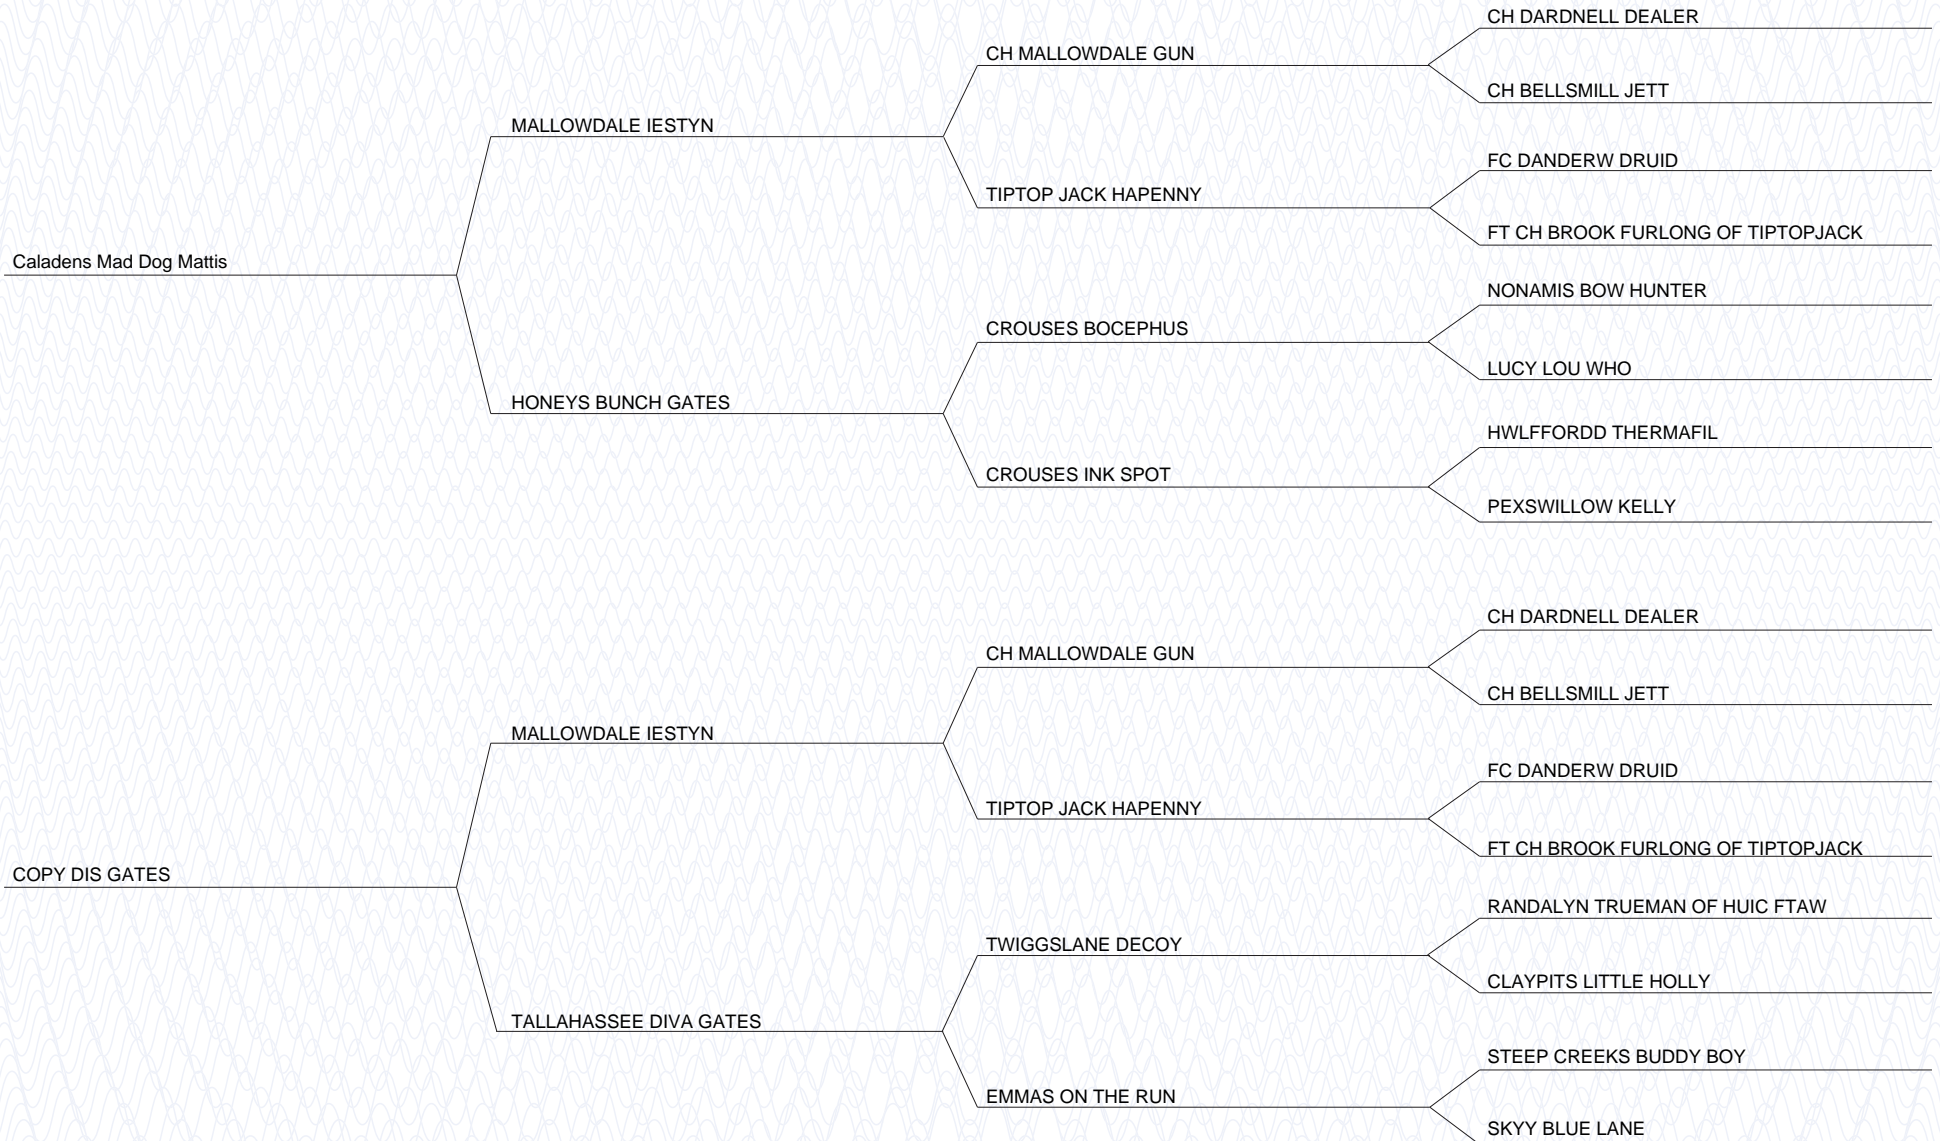 CH DARDNELL DEALER
CH MALLOWDALE GUN
CH BELLSMILL JETT
MALLOWDALE IESTYN
FC DANDERW DRUID
TIPTOP JACK HAPENNY
FT CH BROOK FURLONG OF TIPTOPJACK
Caladens Mad Dog Mattis
NONAMIS BOW HUNTER
CROUSES BOCEPHUS
LUCY LOU WHO
HONEYS BUNCH GATES
HWLFFORDD THERMAFIL
CROUSES INK SPOT
PEXSWILLOW KELLY
CH DARDNELL DEALER
CH MALLOWDALE GUN
CH BELLSMILL JETT
MALLOWDALE IESTYN
FC DANDERW DRUID
TIPTOP JACK HAPENNY
FT CH BROOK FURLONG OF TIPTOPJACK
COPY DIS GATES
RANDALYN TRUEMAN OF HUIC FTAW
TWIGGSLANE DECOY
CLAYPITS LITTLE HOLLY
TALLAHASSEE DIVA GATES
STEEP CREEKS BUDDY BOY
EMMAS ON THE RUN
SKYY BLUE LANE